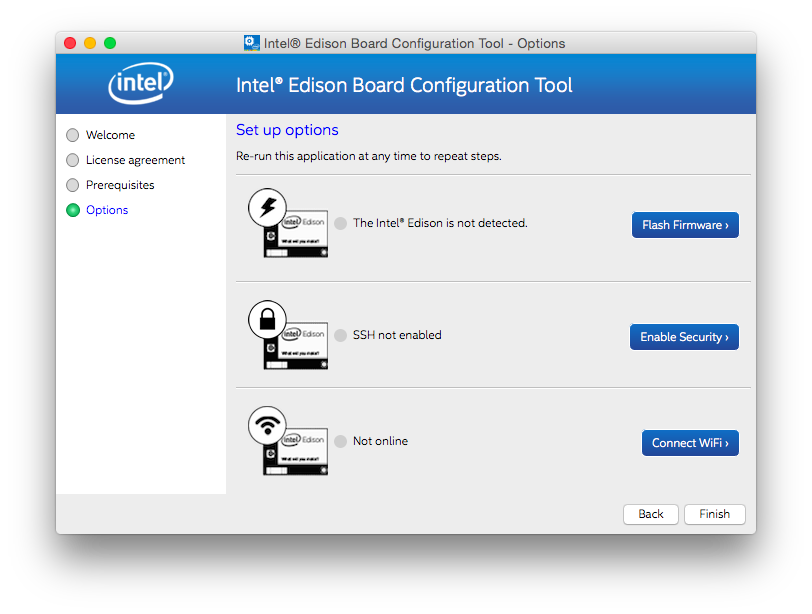 Intel® Edison Board Configuration Tool - Options
intel®
Intel® Edison Board Configuration Tool
Welcome
License agreement
Prerequisites
Options
Set up options
Re-run this application at any time to repeat steps.
intel Edison
What will you make?
The Intel® Edison is not detected.
Flash Firmware ›
intel Edison
What will you make?
SSH not enabled
Enable Security ›
intel Edison
What will you make?
Not online
Connect WiFi ›
Back
Finish